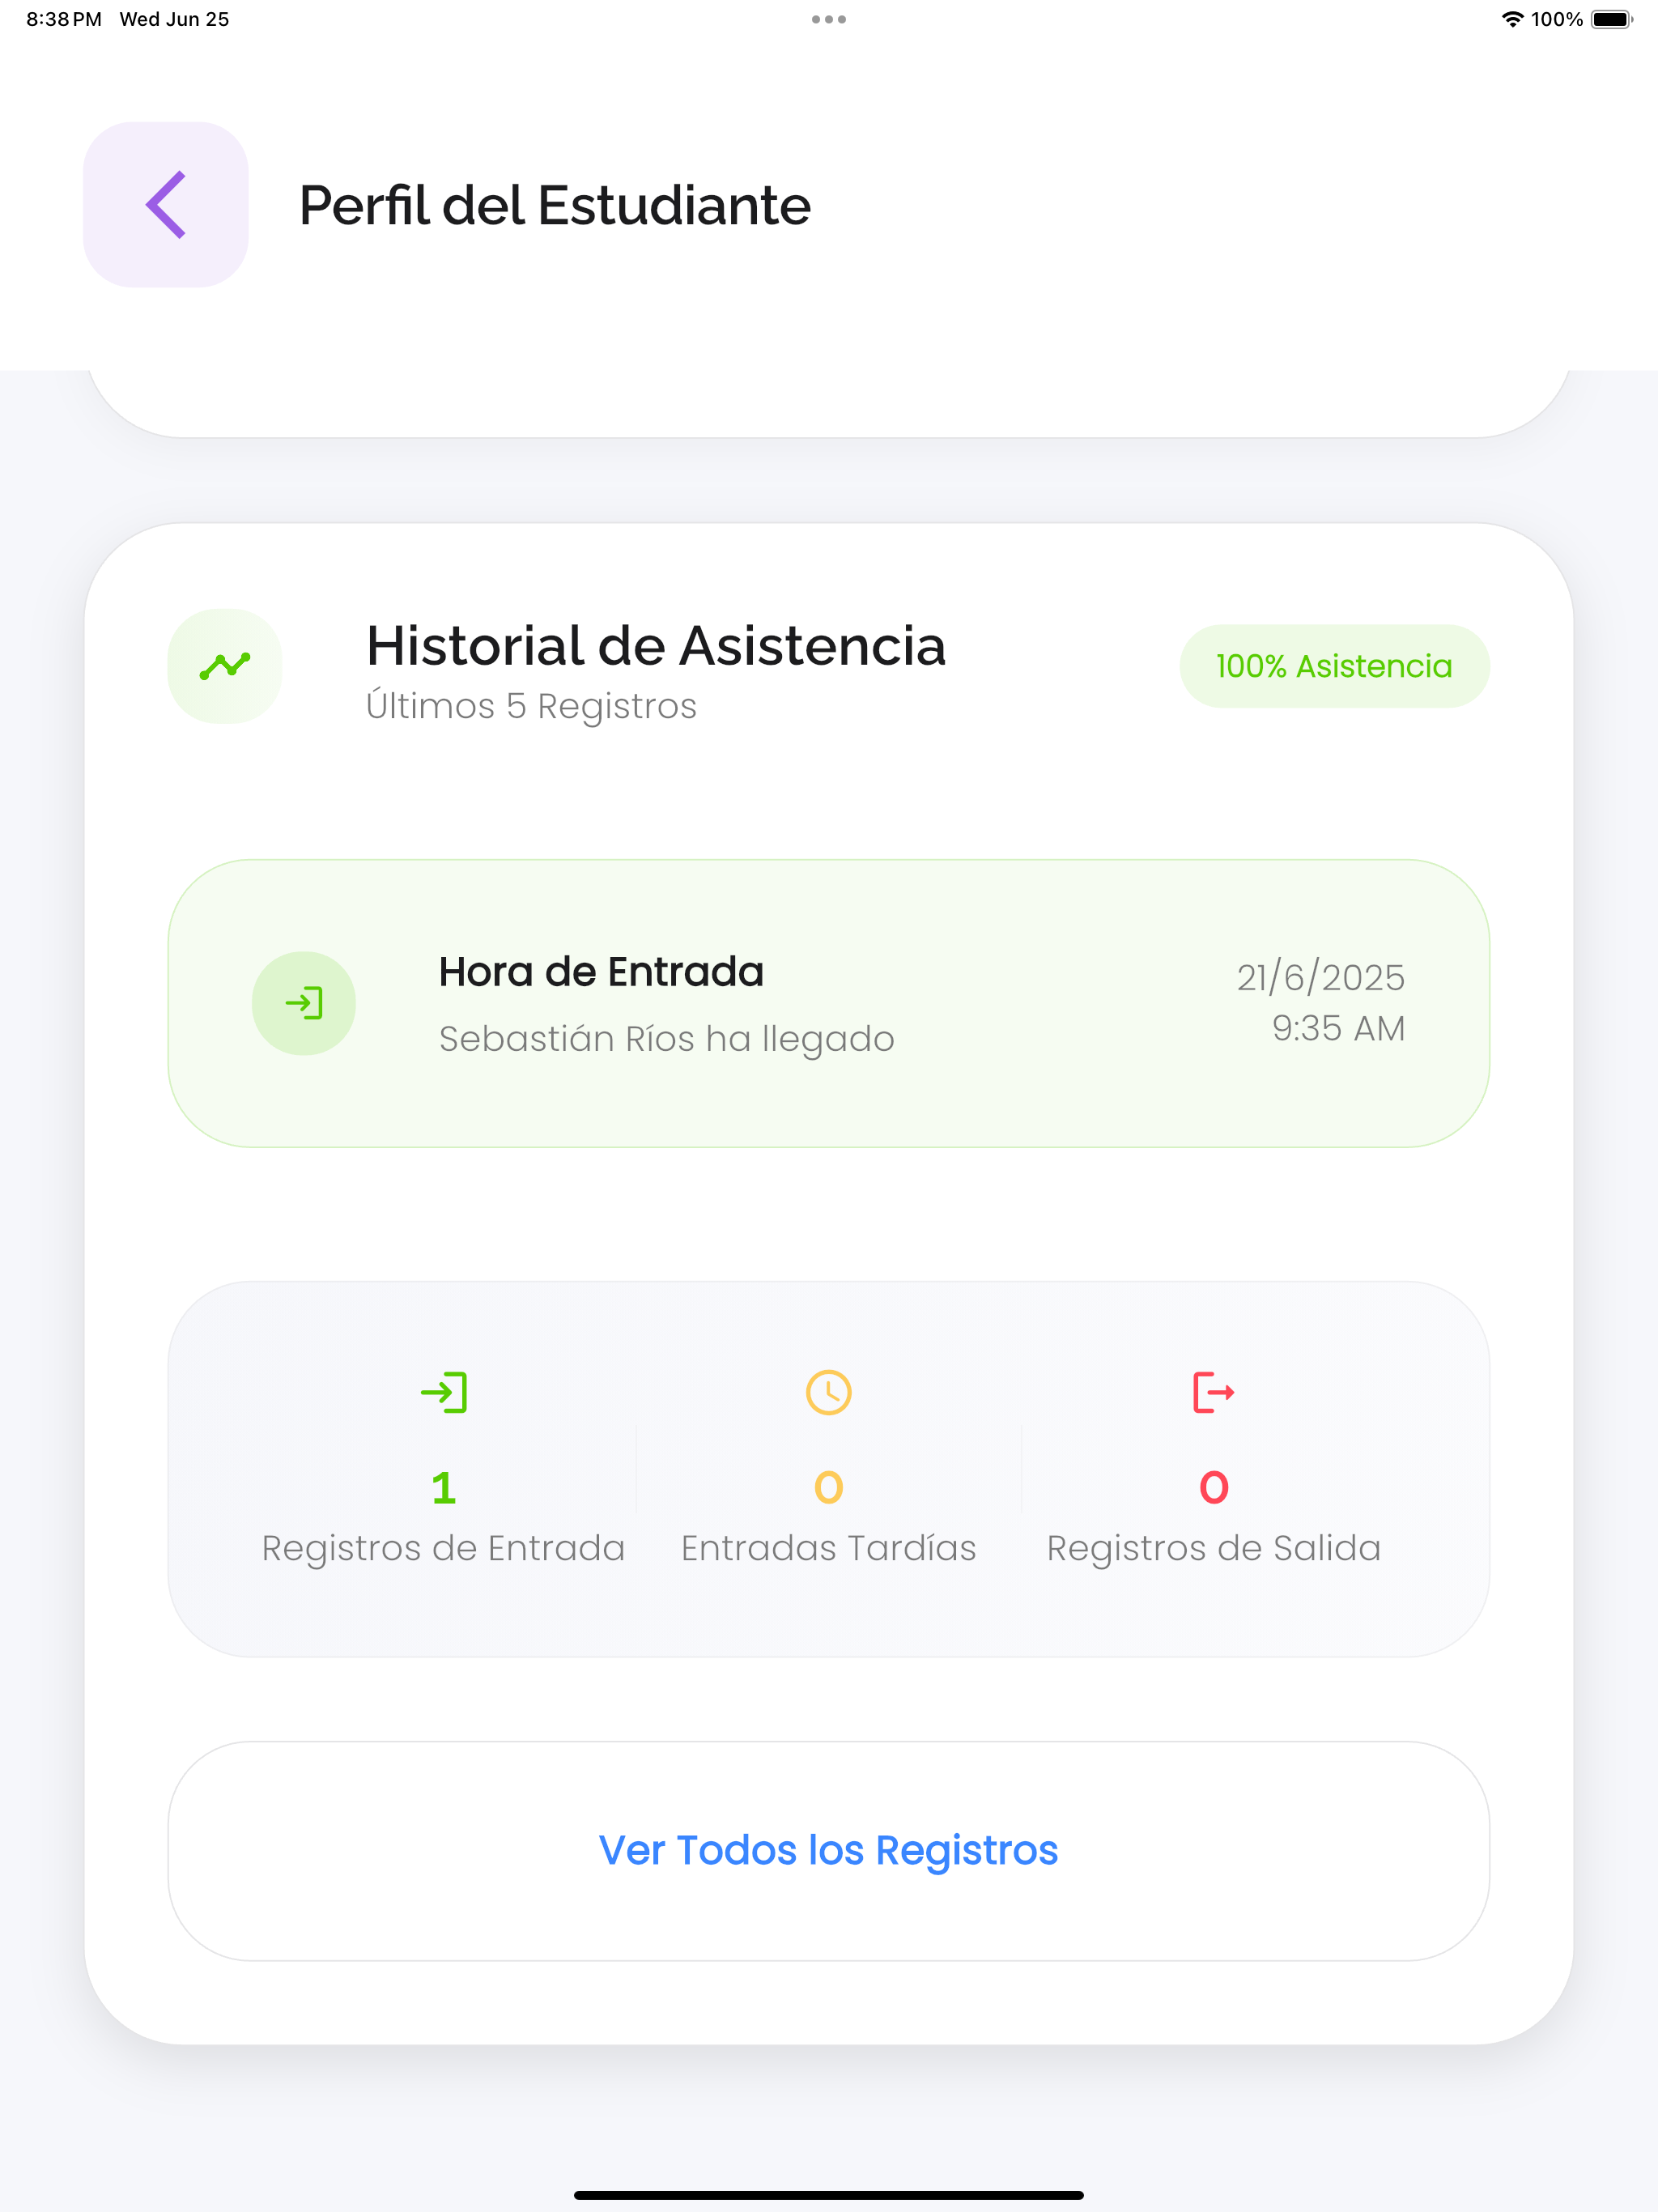 8:38 PM Wed Jun 25
100%
Perfil del Estudiante
Historial de Asistencia
Últimos 5 Registros
100% Asistencia
Hora de Entrada
Sebastián Ríos ha llegado
21/6/2025
9:35 AM
1
Registros de Entrada
0
Entradas Tardías
0
Registros de Salida
Ver Todos los Registros